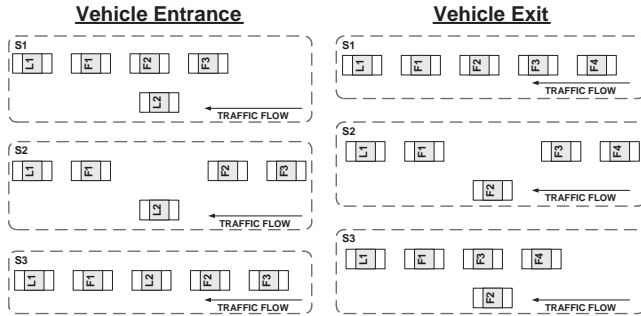 Vehicle Entrance
S1
L1 F1 F2 F3
L2
TRAFFIC FLOW
S2
L1 F1 F2 F3
L2
TRAFFIC FLOW
S3
L1 F1 L2 F2 F3
TRAFFIC FLOW
Vehicle Exit
S1
L1 F1 F2 F3 F4
TRAFFIC FLOW
S2
L1 F1 F3 F4
F2
TRAFFIC FLOW
S3
L1 F1 F3 F4
F2
TRAFFIC FLOW